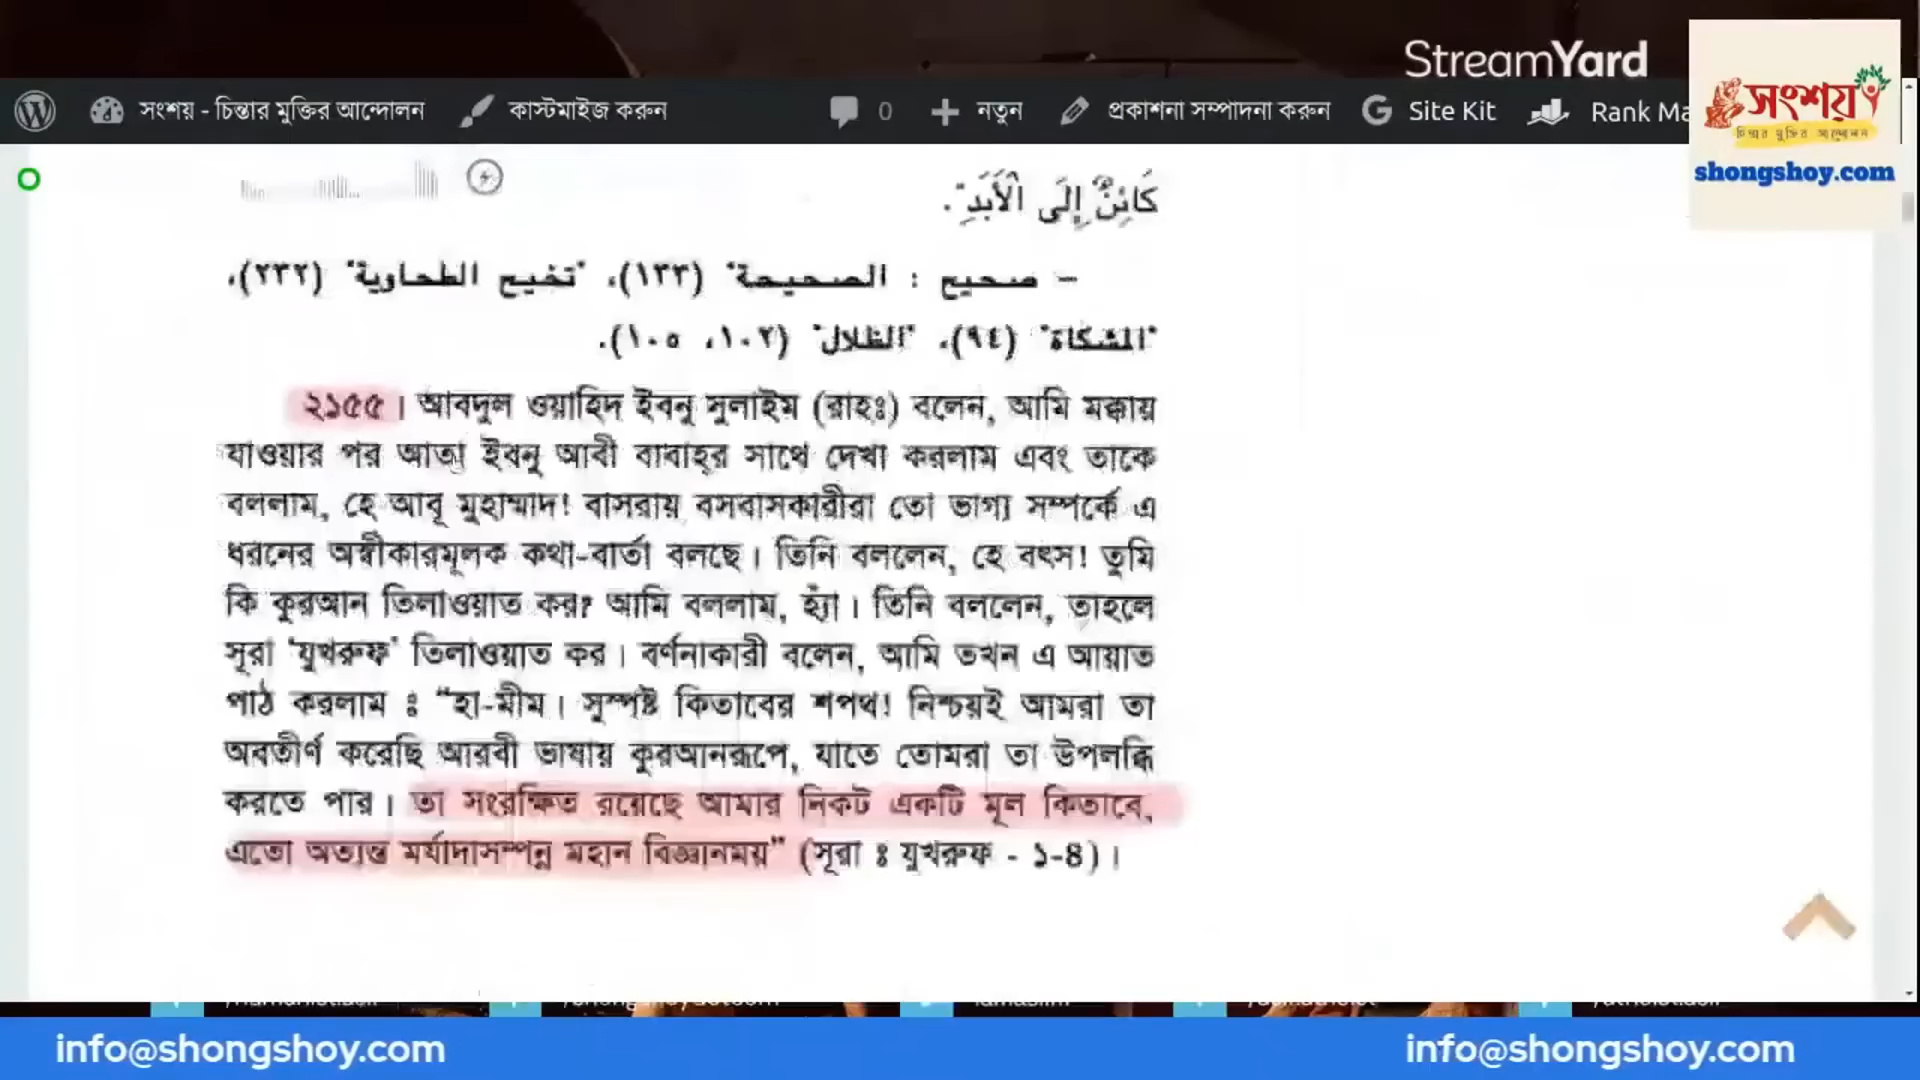 StreamYard
সংশয় - চিন্তার মুক্তির আন্দোলন
কাস্টমাইজ করুন
0
নতুন
প্রকাশনা সম্পাদনা করুন
Site Kit
Rank Ma
সংশয়
চিন্তার মুক্তির আন্দোলন
shongshoy.com
كَائِنٌ إِلَى الْأَبَدِ".
– صحيح : الصحيحة" (١٣٣)، "تخيج الطحاوية" (٢٣٢)،
"المشكاة" (٩٤)، "الظلال" (١٠٢، ١٠٥).
২১৫৫। আবদুল ওয়াহিদ ইবনু সুলাইম (রাহঃ) বলেন, আমি মক্কায়
যাওয়ার পর আতা ইবনু আবী বাবাহ্‌র সাথে দেখা করলাম এবং তাকে
বললাম, হে আবূ মুহাম্মাদ! বাসরায় বসবাসকারীরা তো ভাগ্য সম্পর্কে এ
ধরনের অস্বীকারমূলক কথা-বার্তা বলছে। তিনি বললেন, হে বৎস! তুমি
কি কুরআন তিলাওয়াত কর? আমি বললাম, হ্যাঁ। তিনি বললেন, তাহলে
সূরা 'যুখরুফ' তিলাওয়াত কর। বর্ণনাকারী বলেন, আমি তখন এ আয়াত
পাঠ করলাম ঃ "হা-মীম। সুস্পষ্ট কিতাবের শপথ! নিশ্চয়ই আমরা তা
অবতীর্ণ করেছি আরবী ভাষায় কুরআনরূপে, যাতে তোমরা তা উপলব্ধি
করতে পার। তা সংরক্ষিত রয়েছে আমার নিকট একটি মূল কিতাবে,
এতো অত্যন্ত মর্যাদাসম্পন্ন মহান বিজ্ঞানময়" (সূরা ঃ যুখরুফ - ১-৪)।
info@shongshoy.com
info@shongshoy.com